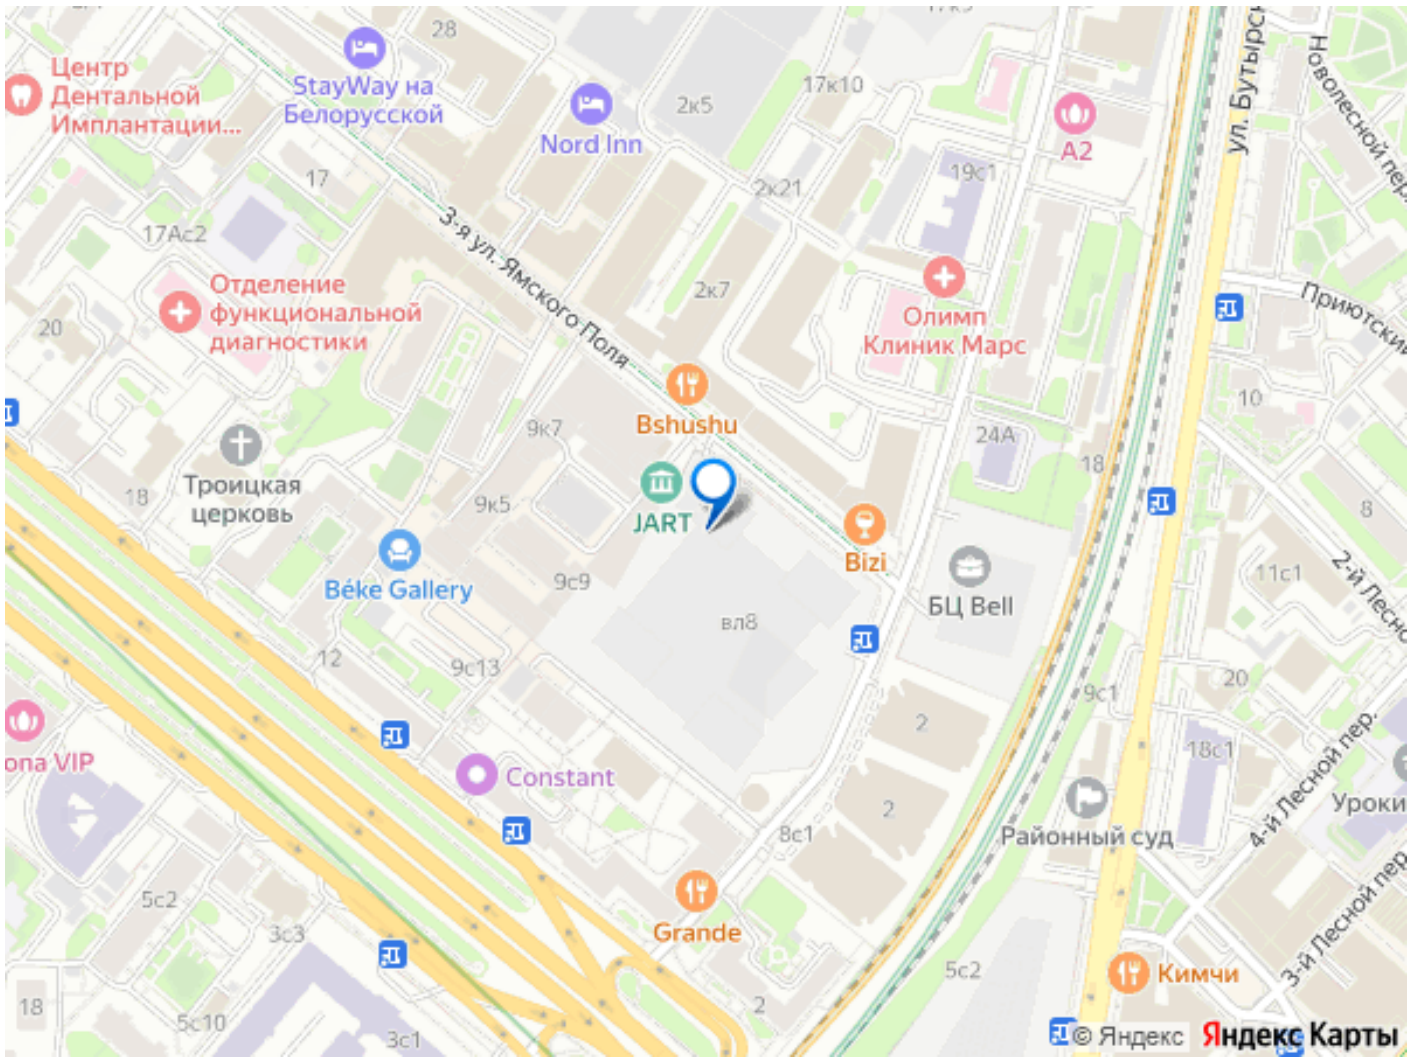 28
17к10
Центр
Дентальной
Имплантации...
StayWay на
Белорусской
Nord Inn
2к5
A2
ул. Бутырск
17
2к21
19с1
17Ас2
3-я ул. Ямского Поля
Отделение
функциональной
диагностики
20
2к7
Олимп
Клиник Марс
Приютский
Bshushu
10
9к7
24А
18
Троицкая
церковь
18
9к5
JART
8
Béke Gallery
9с9
Bizi
БЦ Bell
11с1
2-й Лесно
вл8
12
9с13
20
9с1
2
ona VIP
Constant
18с1
4-й Лесной пер.
2
8с1
Районный суд
Уроки
5с2
Grande
3с3
3-й Лесной пер
5с2
Кимчи
18
2
5с10
3с1
© Яндекс
Яндекс Карты